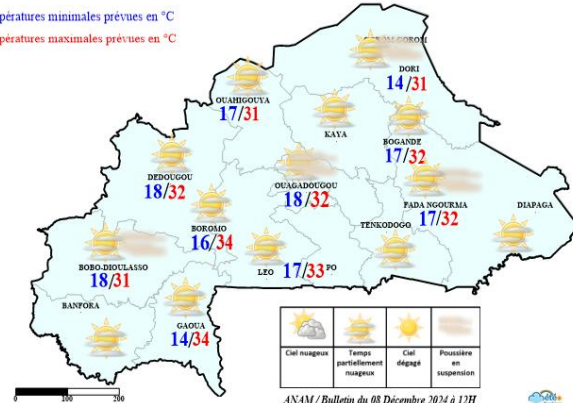 pératures minimales prévues en °C
pératures maximales prévues en °C
DORI
14/31
OUAHIGOUYA
17/31
KAYA
BOGANDE
17/32
DEDOUGOU
18/32
OUAGADOUGOU
18/32
FADA NGOURMA
17/32
DIAPAGA
BOROMO
16/34
TENKODOGO
BOBO-DIOULASSO
18/31
LEO
17/33
PO
BANFORA
GAOUA
14/34
Ciel nuageux
Temps partiellement nuageux
Ciel dégagé
Poussière en suspension
100
200
ANAM / Bulletin du 08 Décembre 2024 à 12H